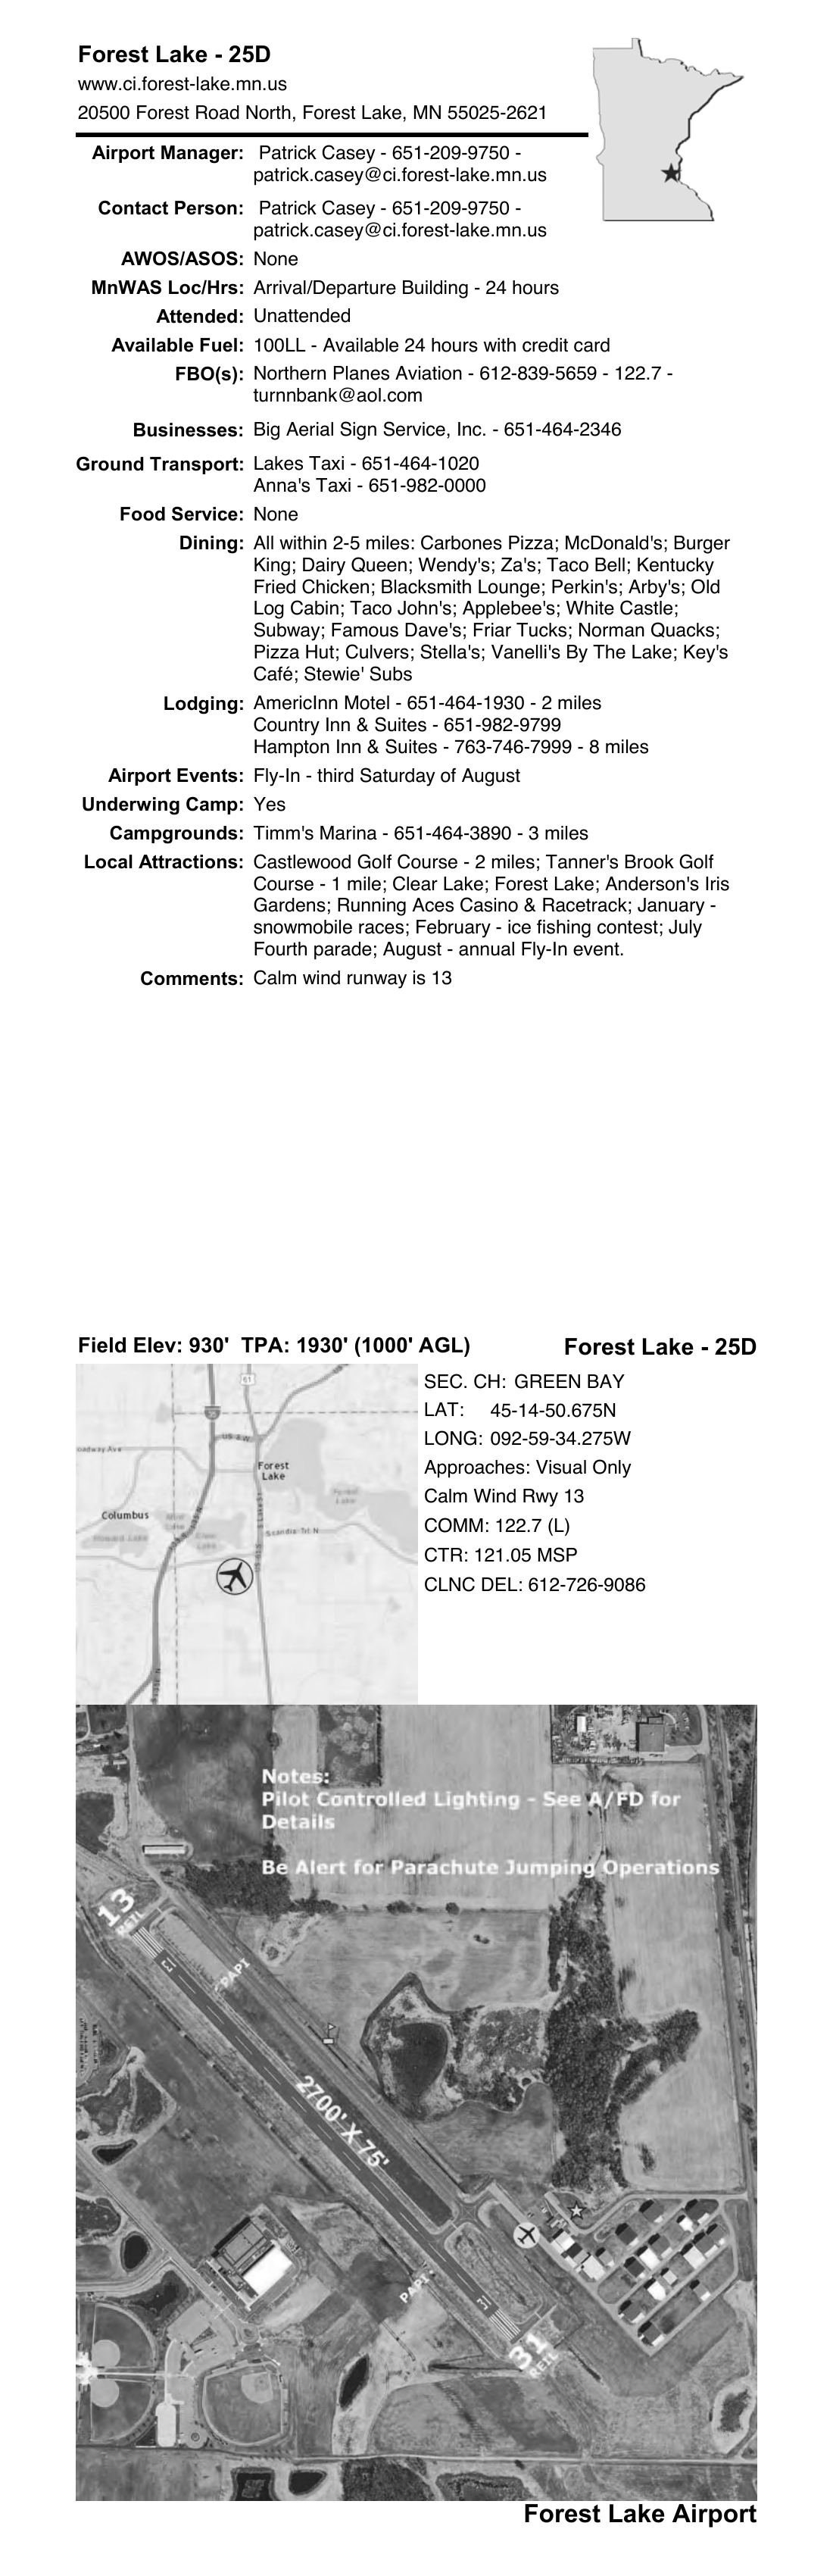 Forest Lake - 25D
www.ci.forest-lake.mn.us
20500 Forest Road North, Forest Lake, MN 55025-2621
Airport Manager: Patrick Casey - 651-209-9750 -
patrick.casey@ci.forest-lake.mn.us
Contact Person: Patrick Casey - 651-209-9750 -
patrick.casey@ci.forest-lake.mn.us
AWOS/ASOS: None
MnWAS Loc/Hrs: Arrival/Departure Building - 24 hours
Attended: Unattended
Available Fuel: 100LL - Available 24 hours with credit card
FBO(s): Northern Planes Aviation - 612-839-5659 - 122.7 -
turnnbank@aol.com
Businesses: Big Aerial Sign Service, Inc. - 651-464-2346
Ground Transport: Lakes Taxi - 651-464-1020
Anna's Taxi - 651-982-0000
Food Service: None
Dining: All within 2-5 miles: Carbones Pizza; McDonald's; Burger
King; Dairy Queen; Wendy's; Za's; Taco Bell; Kentucky
Fried Chicken; Blacksmith Lounge; Perkin's; Arby's; Old
Log Cabin; Taco John's; Applebee's; White Castle;
Subway; Famous Dave's; Friar Tucks; Norman Quacks;
Pizza Hut; Culvers; Stella's; Vanelli's By The Lake; Key's
Café; Stewie' Subs
Lodging: AmericInn Motel - 651-464-1930 - 2 miles
Country Inn & Suites - 651-982-9799
Hampton Inn & Suites - 763-746-7999 - 8 miles
Airport Events: Fly-In - third Saturday of August
Underwing Camp: Yes
Campgrounds: Timm's Marina - 651-464-3890 - 3 miles
Local Attractions: Castlewood Golf Course - 2 miles; Tanner's Brook Golf
Course - 1 mile; Clear Lake; Forest Lake; Anderson's Iris
Gardens; Running Aces Casino & Racetrack; January -
snowmobile races; February - ice fishing contest; July
Fourth parade; August - annual Fly-In event.
Comments: Calm wind runway is 13
Field Elev: 930' TPA: 1930' (1000' AGL)
Forest Lake - 25D
61
35
US 8 W
Forest
Lake
Forest
Lake
Columbus
Howard Lake
Clear
Lake
Scandia Trl N
SEC. CH: GREEN BAY
LAT: 45-14-50.675N
LONG: 092-59-34.275W
Approaches: Visual Only
Calm Wind Rwy 13
COMM: 122.7 (L)
CTR: 121.05 MSP
CLNC DEL: 612-726-9086
Notes:
Pilot Controlled Lighting - See A/FD for
Details
Be Alert for Parachute Jumping Operations
13
REIL
PAPI
2700' X 75'
PAPI
31
REIL
Forest Lake Airport